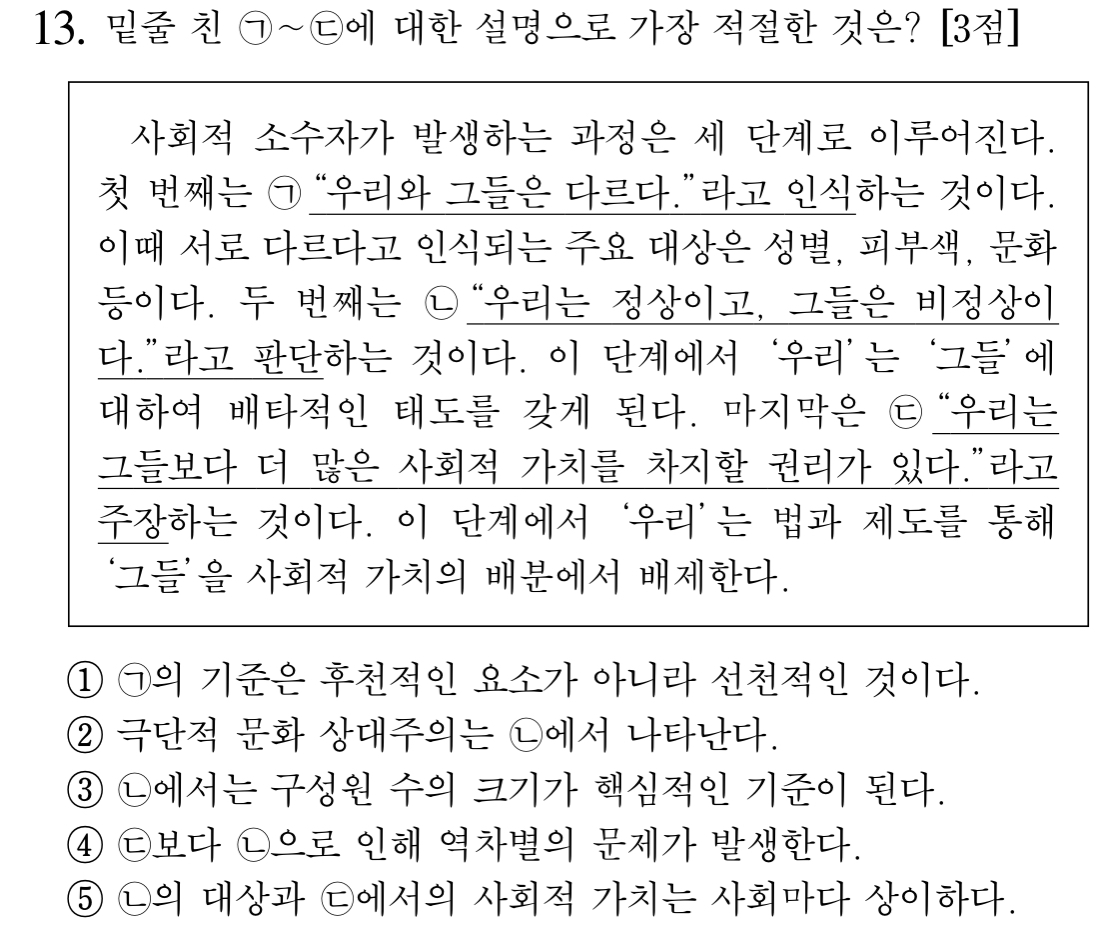 13. 밑줄 친 ㉠~㉢에 대한 설명으로 가장 적절한 것은? [3점]
사회적 소수자가 발생하는 과정은 세 단계로 이루어진다.
첫 번째는 ㉠ “우리와 그들은 다르다.”라고 인식하는 것이다.
이때 서로 다르다고 인식되는 주요 대상은 성별, 피부색, 문화
등이다. 두 번째는 ㉡ “우리는 정상이고, 그들은 비정상이
다.”라고 판단하는 것이다. 이 단계에서 ‘우리’는 ‘그들’에
대하여 배타적인 태도를 갖게 된다. 마지막은 ㉢ “우리는
그들보다 더 많은 사회적 가치를 차지할 권리가 있다.”라고
주장하는 것이다. 이 단계에서 ‘우리’는 법과 제도를 통해
‘그들’을 사회적 가치의 배분에서 배제한다.
① ㉠의 기준은 후천적인 요소가 아니라 선천적인 것이다.
② 극단적 문화 상대주의는 ㉡에서 나타난다.
③ ㉡에서는 구성원 수의 크기가 핵심적인 기준이 된다.
④ ㉢보다 ㉡으로 인해 역차별의 문제가 발생한다.
⑤ ㉡의 대상과 ㉢에서의 사회적 가치는 사회마다 상이하다.